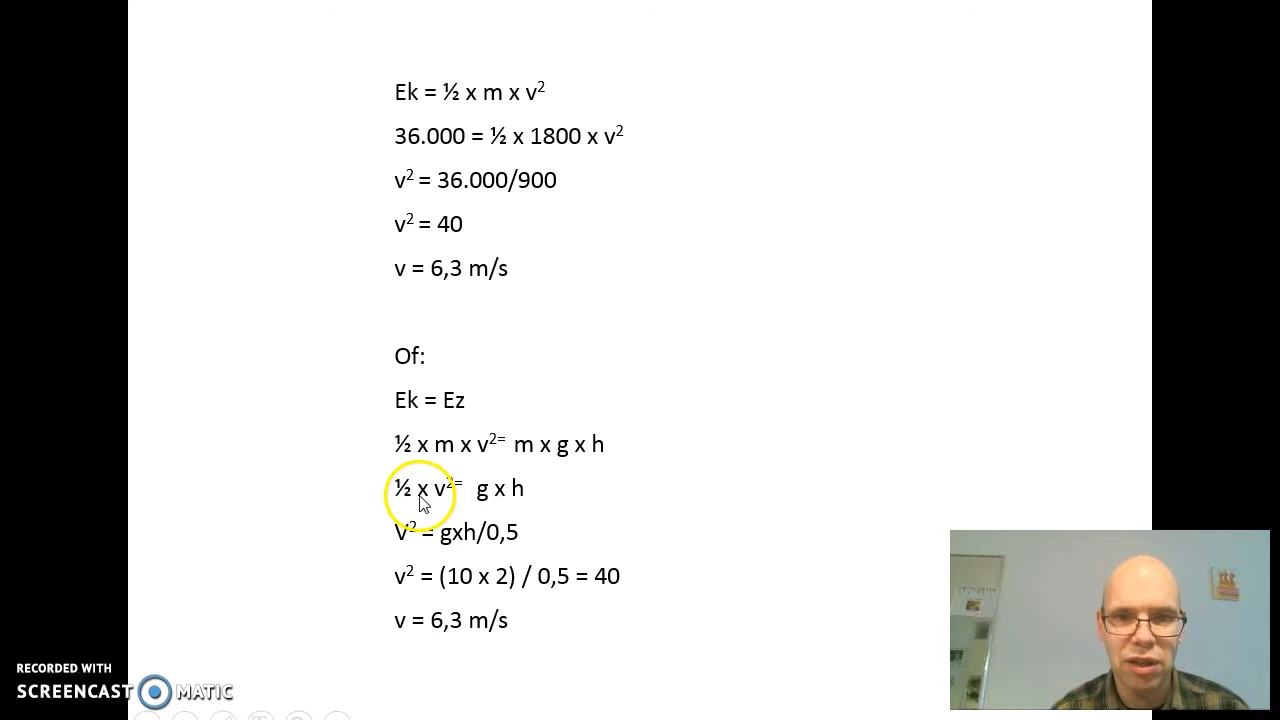 Ek = ½ x m x v²
36.000 = ½ x 1800 x v²
v² = 36.000/900
v² = 40
v = 6,3 m/s
Of:
Ek = Ez
½ x m x v²⁼ m x g x h
½ x v²⁼ g x h
V² = gxh/0,5
v² = (10 x 2) / 0,5 = 40
v = 6,3 m/s
RECORDED WITH
SCREENCAST MATIC